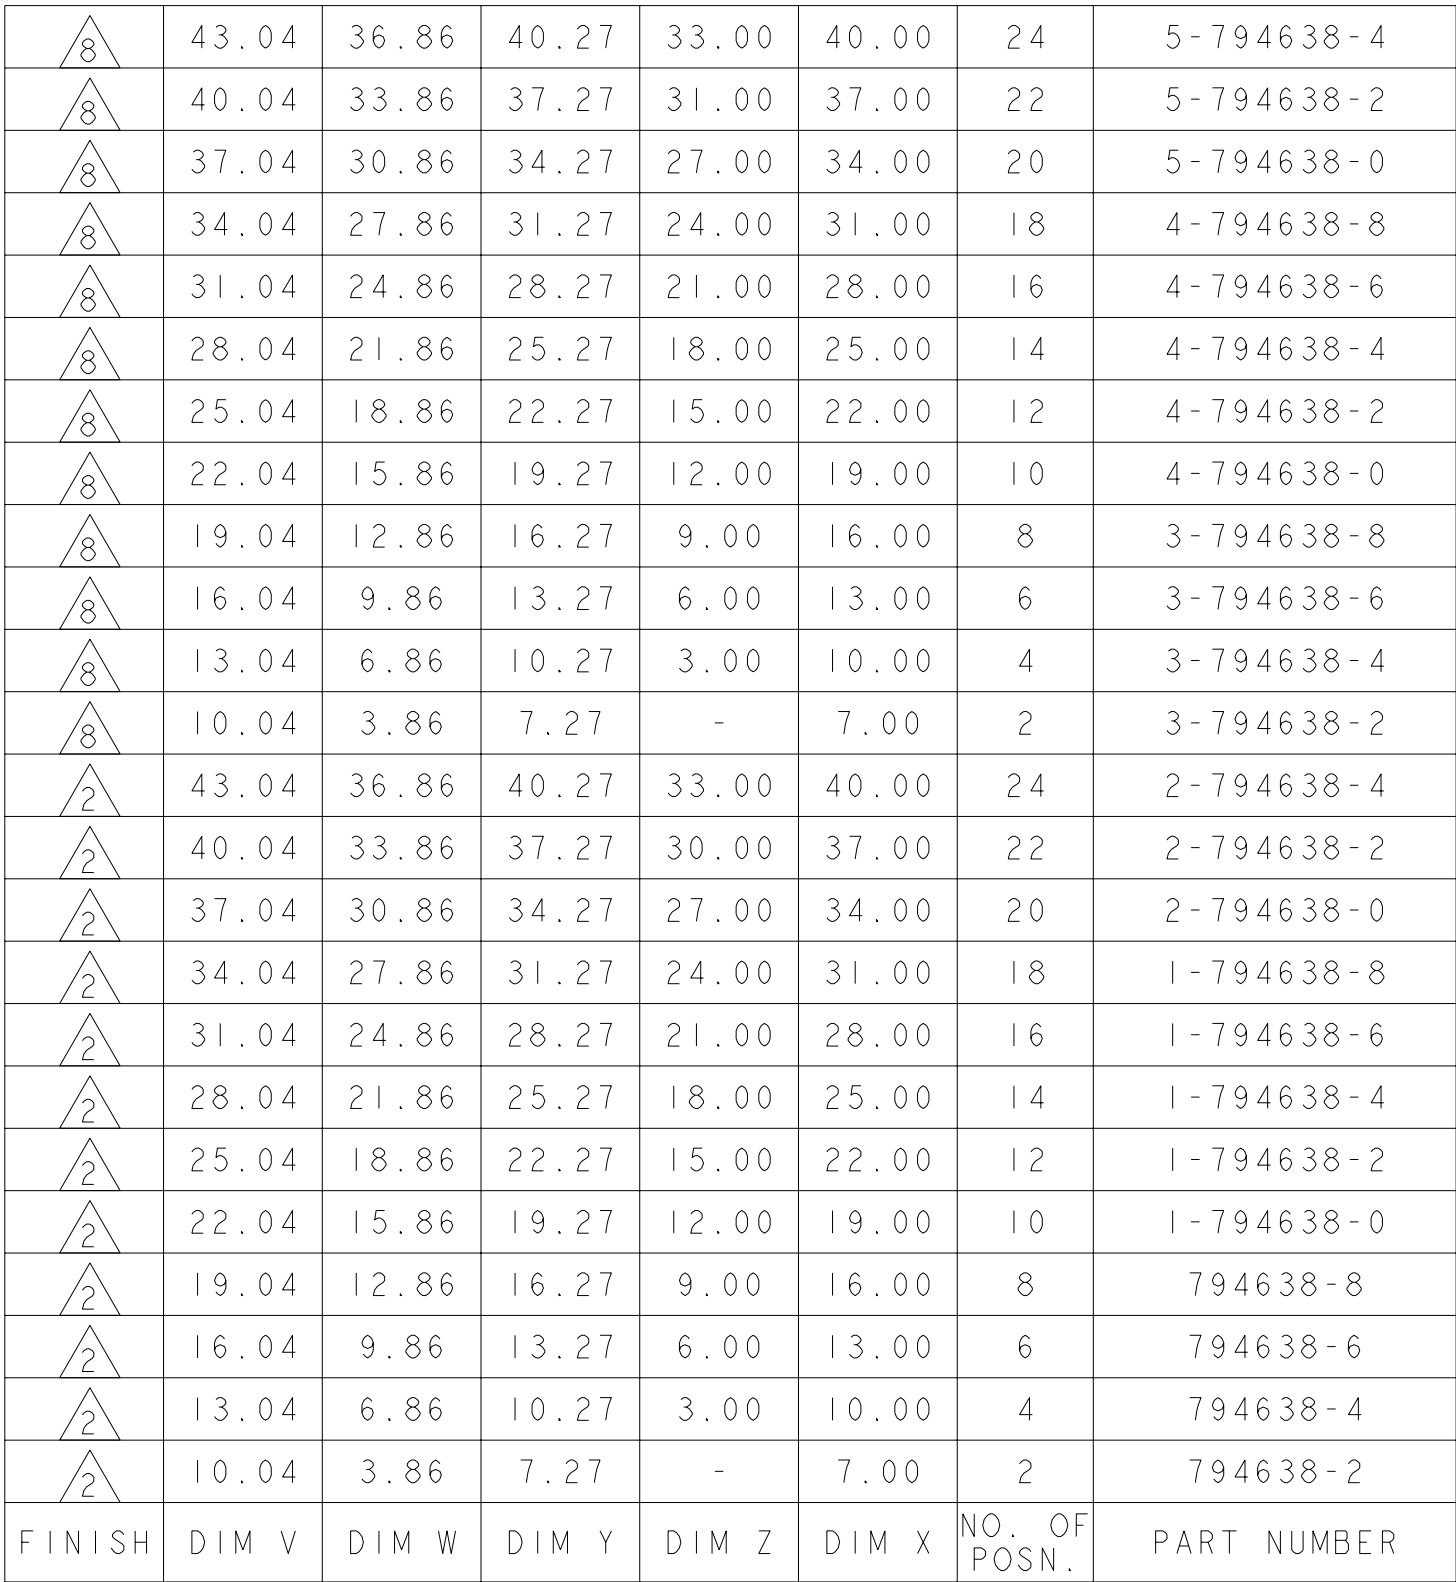 8 43.04 36.86 40.27 33.00 40.00 24 5-794638-4
8 40.04 33.86 37.27 31.00 37.00 22 5-794638-2
8 37.04 30.86 34.27 27.00 34.00 20 5-794638-0
8 34.04 27.86 31.27 24.00 31.00 18 4-794638-8
8 31.04 24.86 28.27 21.00 28.00 16 4-794638-6
8 28.04 21.86 25.27 18.00 25.00 14 4-794638-4
8 25.04 18.86 22.27 15.00 22.00 12 4-794638-2
8 22.04 15.86 19.27 12.00 19.00 10 4-794638-0
8 19.04 12.86 16.27 9.00 16.00 8 3-794638-8
8 16.04 9.86 13.27 6.00 13.00 6 3-794638-6
8 13.04 6.86 10.27 3.00 10.00 4 3-794638-4
8 10.04 3.86 7.27 - 7.00 2 3-794638-2
2 43.04 36.86 40.27 33.00 40.00 24 2-794638-4
2 40.04 33.86 37.27 30.00 37.00 22 2-794638-2
2 37.04 30.86 34.27 27.00 34.00 20 2-794638-0
2 34.04 27.86 31.27 24.00 31.00 18 1-794638-8
2 31.04 24.86 28.27 21.00 28.00 16 1-794638-6
2 28.04 21.86 25.27 18.00 25.00 14 1-794638-4
2 25.04 18.86 22.27 15.00 22.00 12 1-794638-2
2 22.04 15.86 19.27 12.00 19.00 10 1-794638-0
2 19.04 12.86 16.27 9.00 16.00 8 794638-8
2 16.04 9.86 13.27 6.00 13.00 6 794638-6
2 13.04 6.86 10.27 3.00 10.00 4 794638-4
2 10.04 3.86 7.27 - 7.00 2 794638-2
FINISH DIM V DIM W DIM Y DIM Z DIM X NO. OF POSN. PART NUMBER